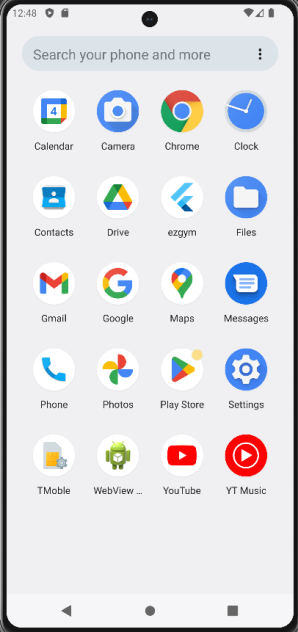 12:48
Search your phone and more
4
Calendar Camera Chrome Clock
Contacts Drive ezgym Files
Gmail Google Maps Messages
Phone Photos Play Store Settings
TMoble WebView ... YouTube YT Music